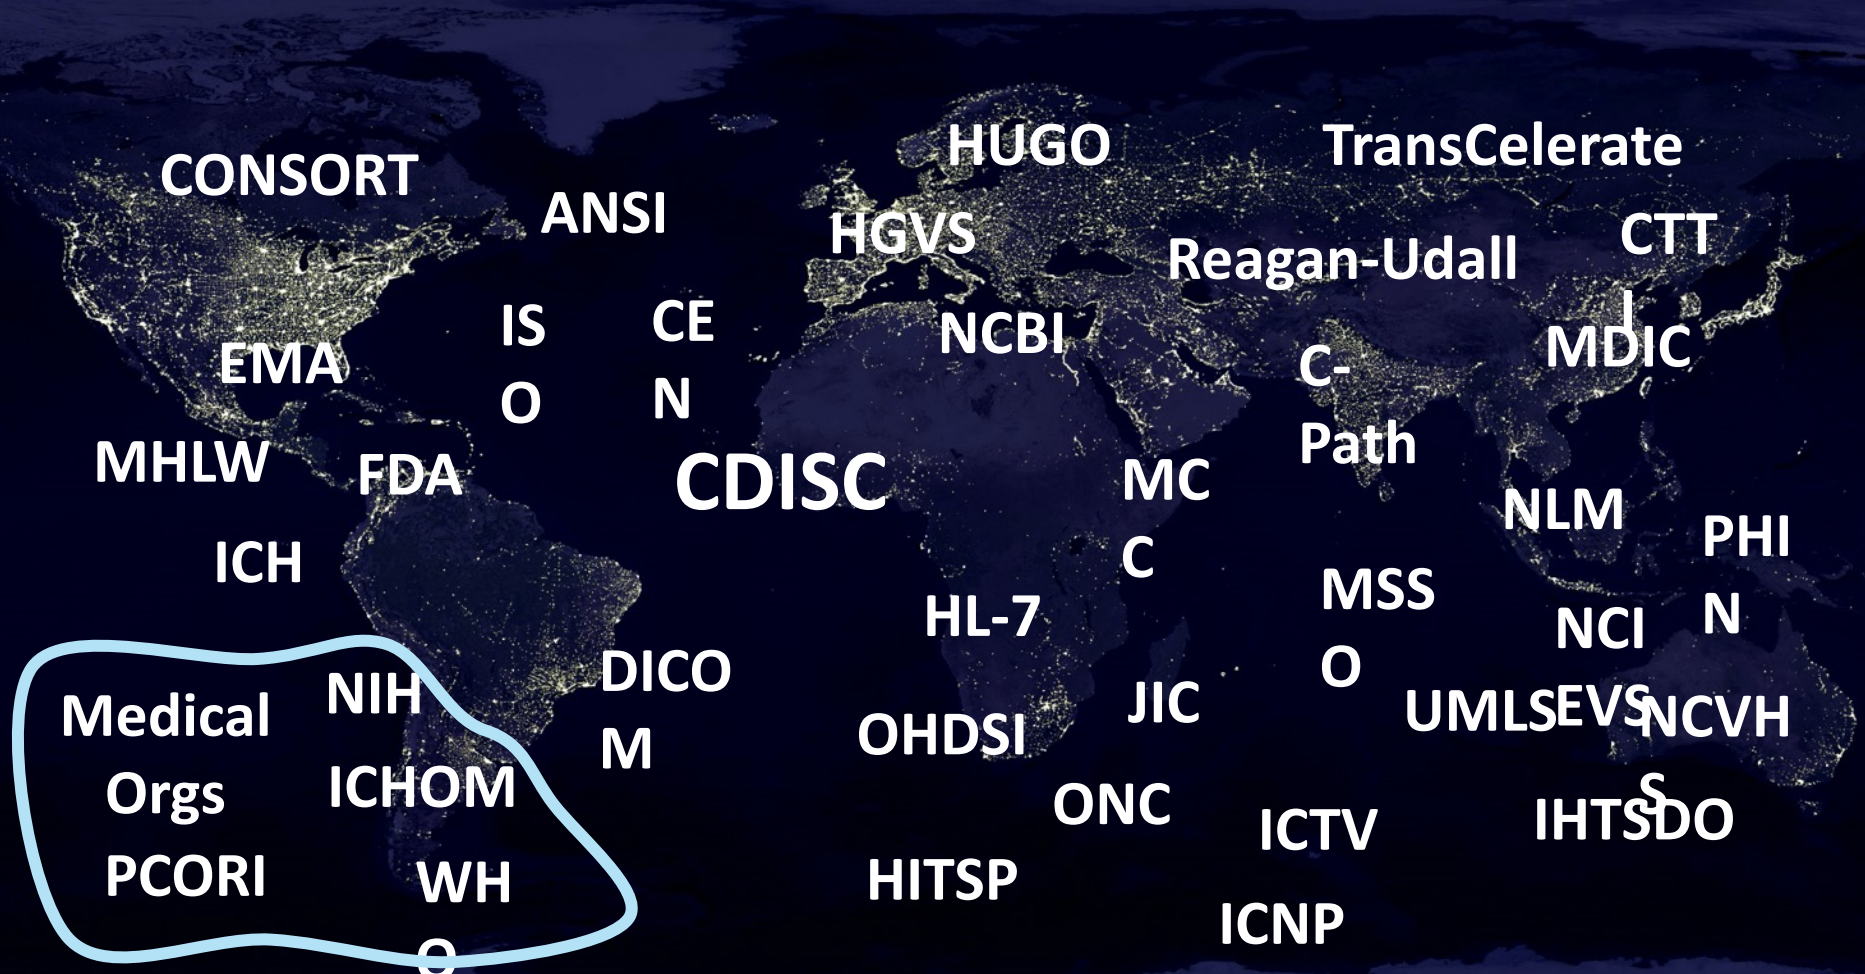 HUGO
TransCelerate
CONSORT
ANSI
HGVS
CTT
I
Reagan-Udall
IS
O
CE
N
NCBI
MDIC
EMA
C-
Path
MHLW
FDA
CDISC
MC
C
NLM
PHI
N
ICH
MSS
O
HL-7
NCI
EVS
DICO
M
NIH
Medical
Orgs
PCORI
JIC
UMLS
NCVH
S
OHDSI
ICHOM
ONC
ICTV
IHTSDO
WH
O
HITSP
ICNP